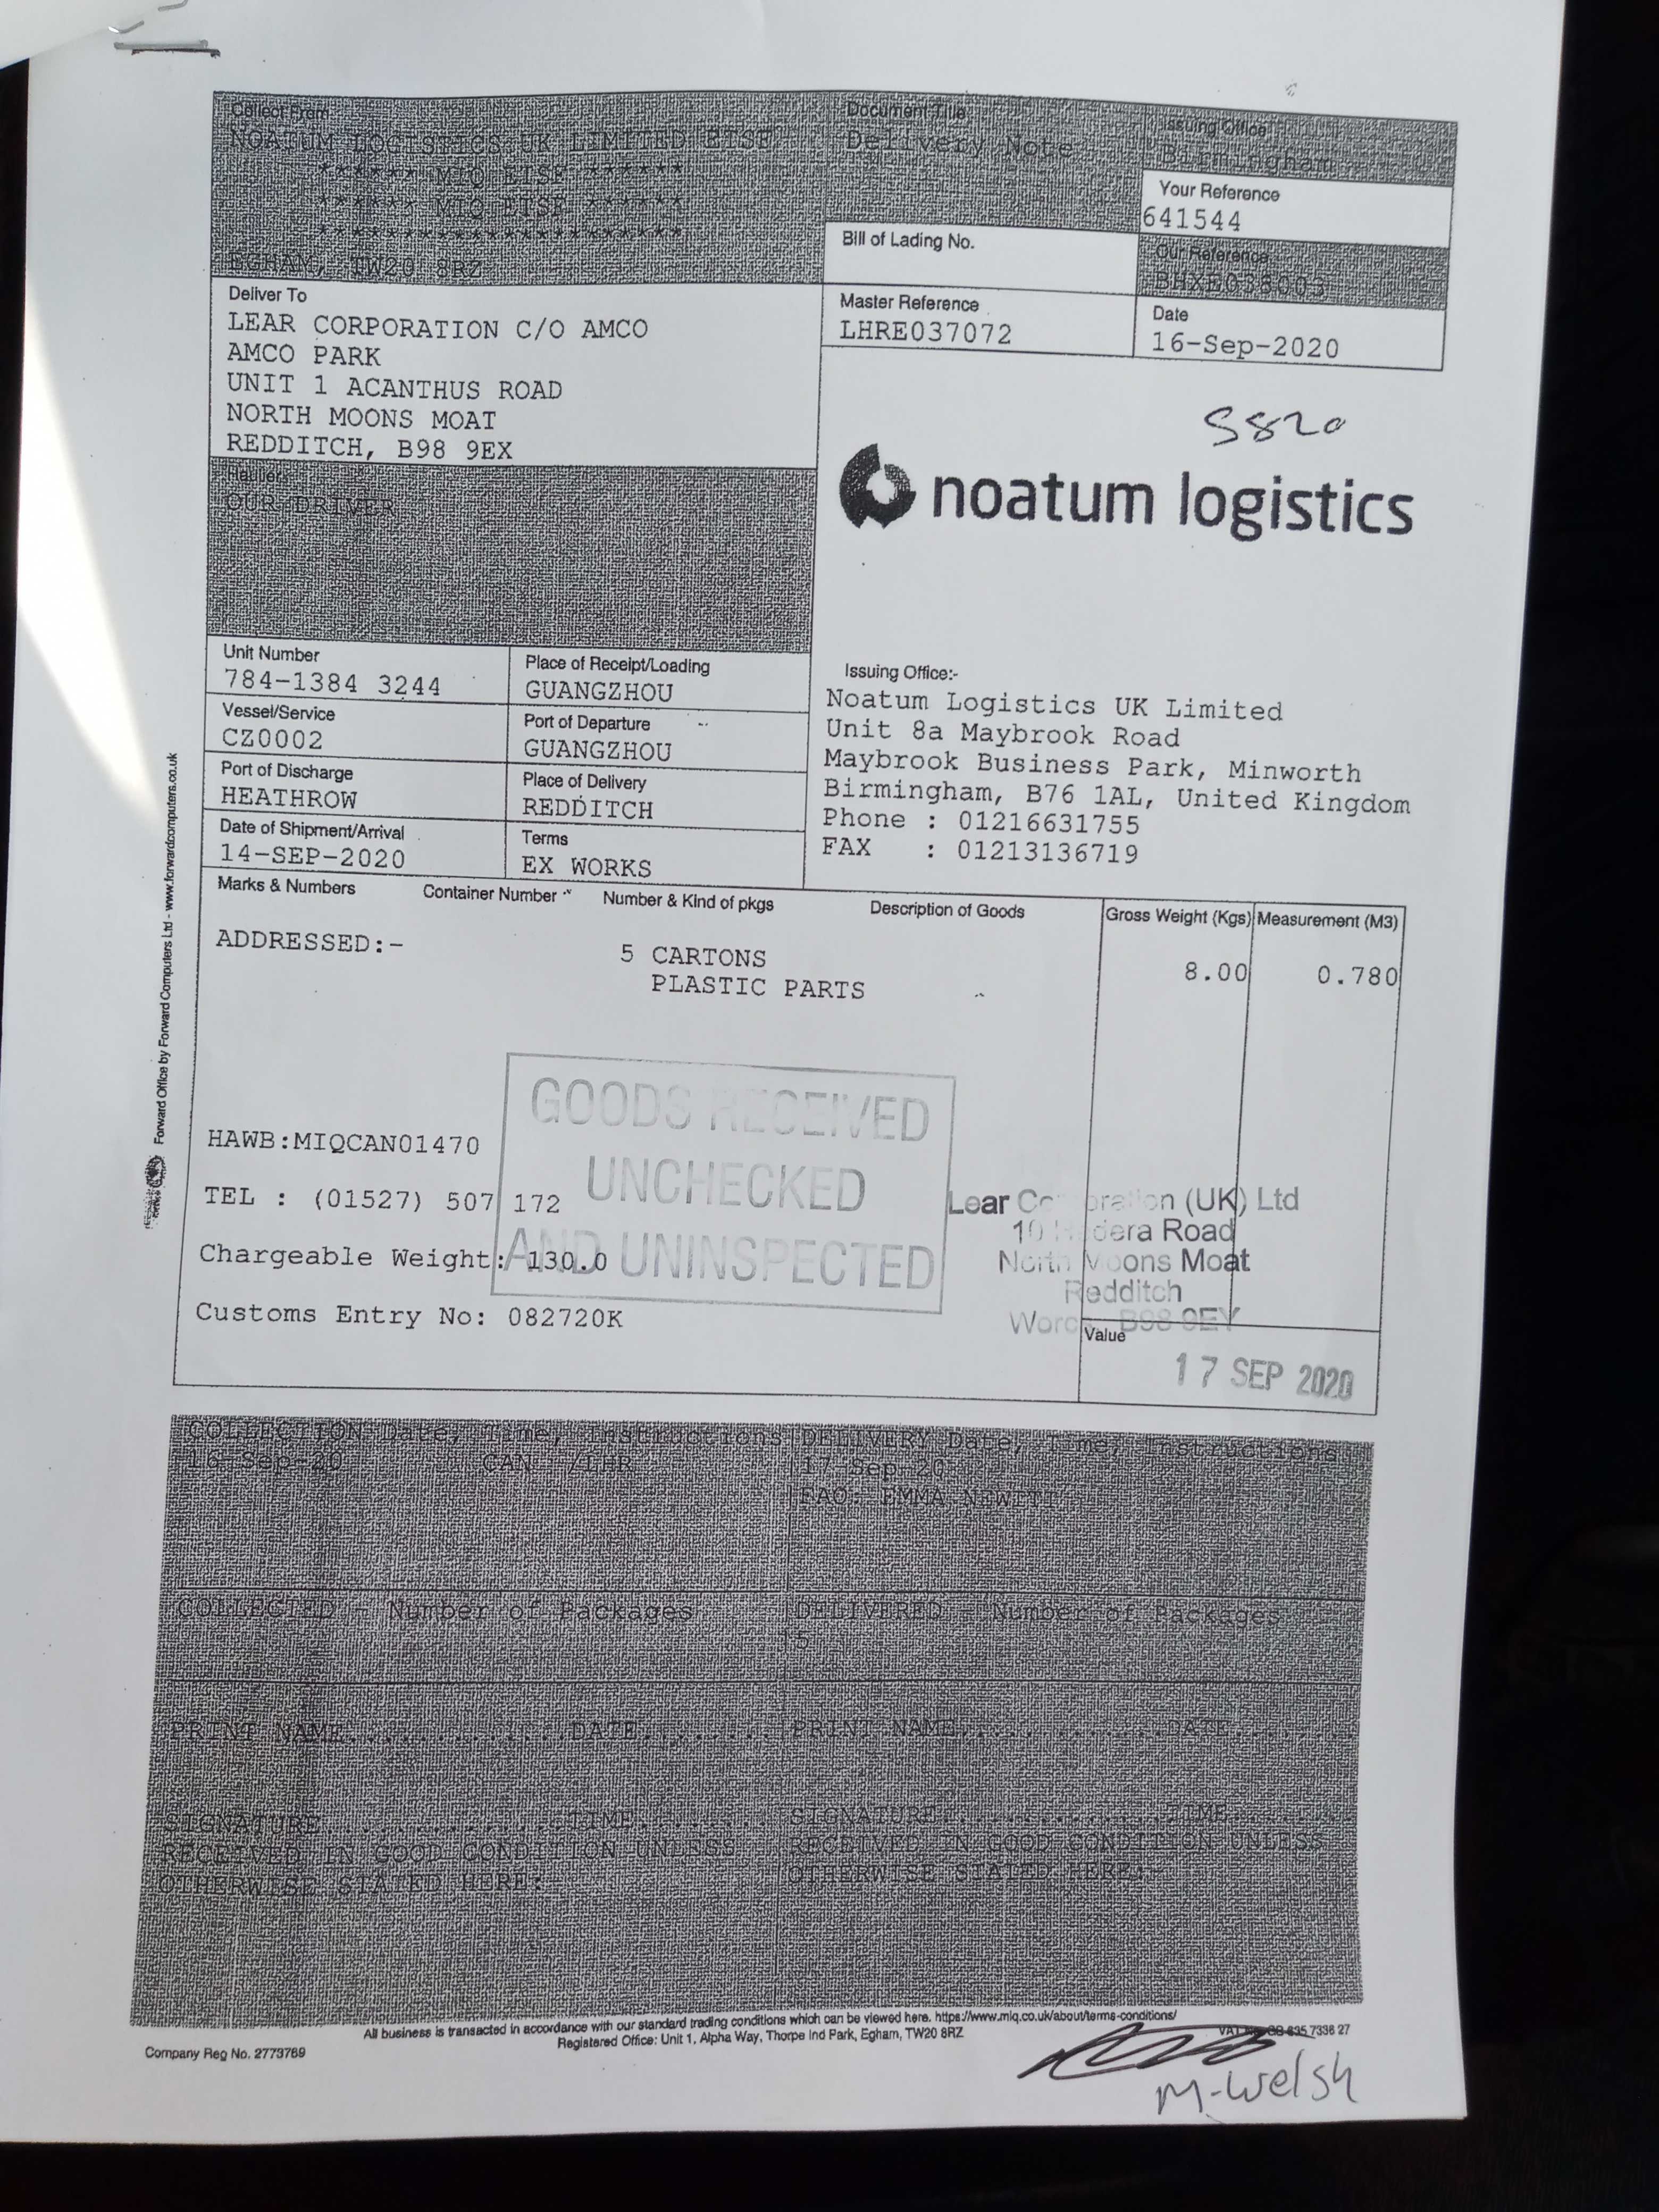 Collect From
NOATUM LOGISTICS UK LIMITED ETSF
****** MIQ ETSF ******
****** MIQ ETSF ******
**********************
EGHAM, TW20 8RZ
Document Title
Delivery Note
Issuing Office
Birmingham
Your Reference
641544
Bill of Lading No.
Our Reference
BHXE038003
Master Reference
LHRE037072
Date
16-Sep-2020
Deliver To
LEAR CORPORATION C/O AMCO
AMCO PARK
UNIT 1 ACANTHUS ROAD
NORTH MOONS MOAT
REDDITCH, B98 9EX
Haulier
OUR DRIVER
S820
noatum logistics
Unit Number
784-1384 3244
Place of Receipt/Loading
GUANGZHOU
Vessel/Service
CZ0002
Port of Departure
GUANGZHOU
Port of Discharge
HEATHROW
Place of Delivery
REDDITCH
Date of Shipment/Arrival
14-SEP-2020
Terms
EX WORKS
Issuing Office:-
Noatum Logistics UK Limited
Unit 8a Maybrook Road
Maybrook Business Park, Minworth
Birmingham, B76 1AL, United Kingdom
Phone : 01216631755
FAX : 01213136719
Marks & Numbers Container Number Number & Kind of pkgs Description of Goods Gross Weight (Kgs) Measurement (M3)
ADDRESSED:- 5 CARTONS 8.00 0.780
PLASTIC PARTS
GOODS RECEIVED
UNCHECKED
AND UNINSPECTED
HAWB:MIQCAN01470
TEL : (01527) 507 172
Chargeable Weight: 130.0
Customs Entry No: 082720K
Lear Corporation (UK) Ltd
10 Road
North Moons Moat
Redditch
B98 9EY
Value
17 SEP 2020
COLLECTION Date, Time, Instructions
16-Sep-20 CAN /LHR
DELIVERY Date, Time, Instructions
17-Sep-20
FAO: EMMA NEWITT
COLLECTED - Number of Packages
DELIVERED - Number of Packages
5
PRINT NAME..............DATE.........
PRINT NAME..............DATE.........
SIGNATURE...............TIME.........
RECEIVED IN GOOD CONDITION UNLESS
OTHERWISE STATED HERE:-
SIGNATURE...............TIME.........
RECEIVED IN GOOD CONDITION UNLESS
OTHERWISE STATED HERE:-
All business is transacted in accordance with our standard trading conditions which can be viewed here. https://www.miq.co.uk/about/terms-conditions/
Registered Office: Unit 1, Alpha Way, Thorpe Ind Park, Egham, TW20 8RZ
Company Reg No. 2773769
VAT 7336 27
M-Welsh
Forward Office by Forward Computers Ltd - www.forwardcomputers.co.uk